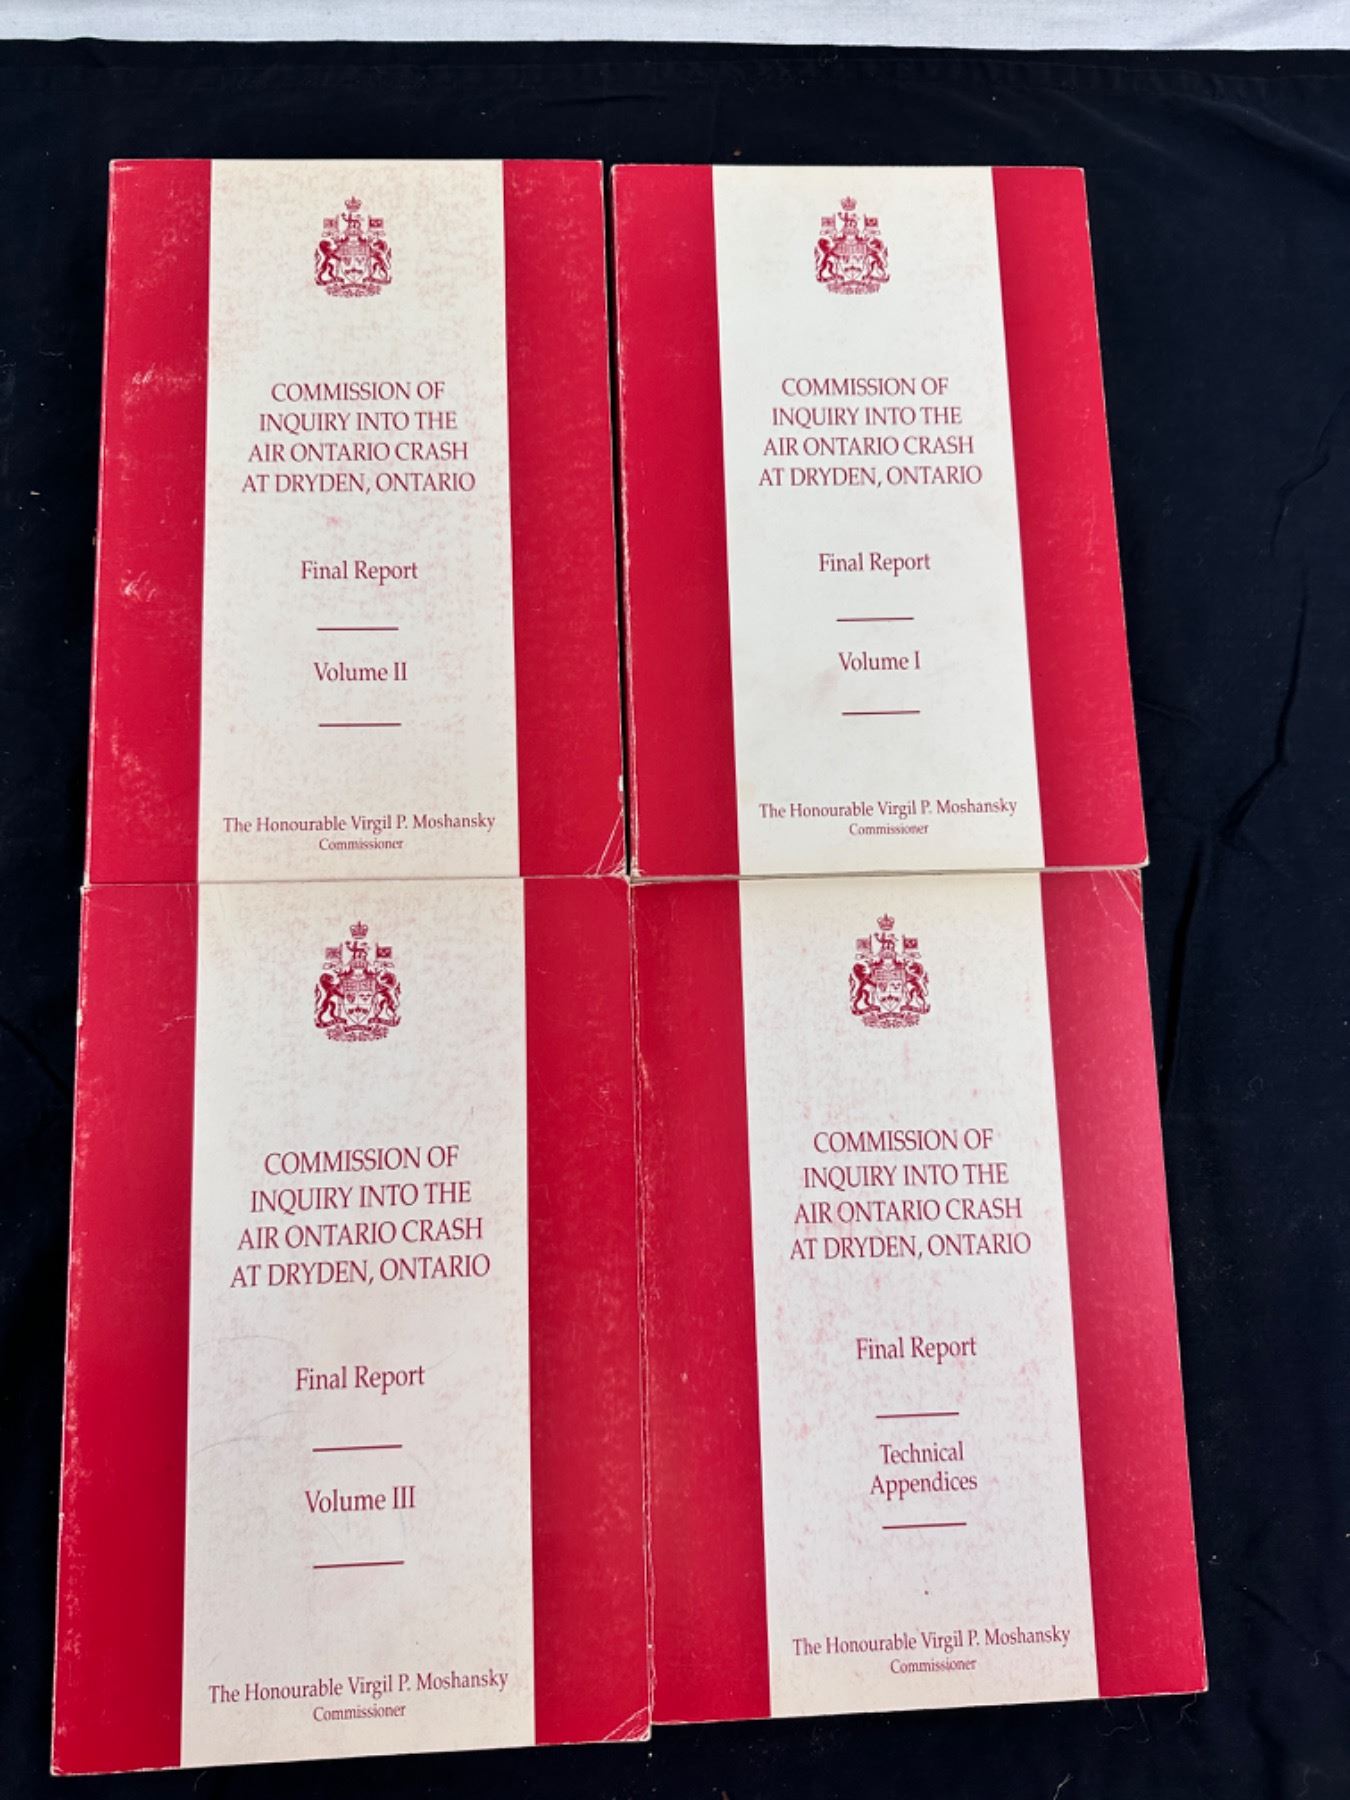 COMMISSION OF
INQUIRY INTO THE
AIR ONTARIO CRASH
AT DRYDEN, ONTARIO
Final Report
Volume II
The Honourable Virgil P. Moshansky
Commissioner
COMMISSION OF
INQUIRY INTO THE
AIR ONTARIO CRASH
AT DRYDEN, ONTARIO
Final Report
Volume I
The Honourable Virgil P. Moshansky
Commissioner
COMMISSION OF
INQUIRY INTO THE
AIR ONTARIO CRASH
AT DRYDEN, ONTARIO
Final Report
Volume III
The Honourable Virgil P. Moshansky
Commissioner
COMMISSION OF
INQUIRY INTO THE
AIR ONTARIO CRASH
AT DRYDEN, ONTARIO
Final Report
Technical
Appendices
The Honourable Virgil P. Moshansky
Commissioner